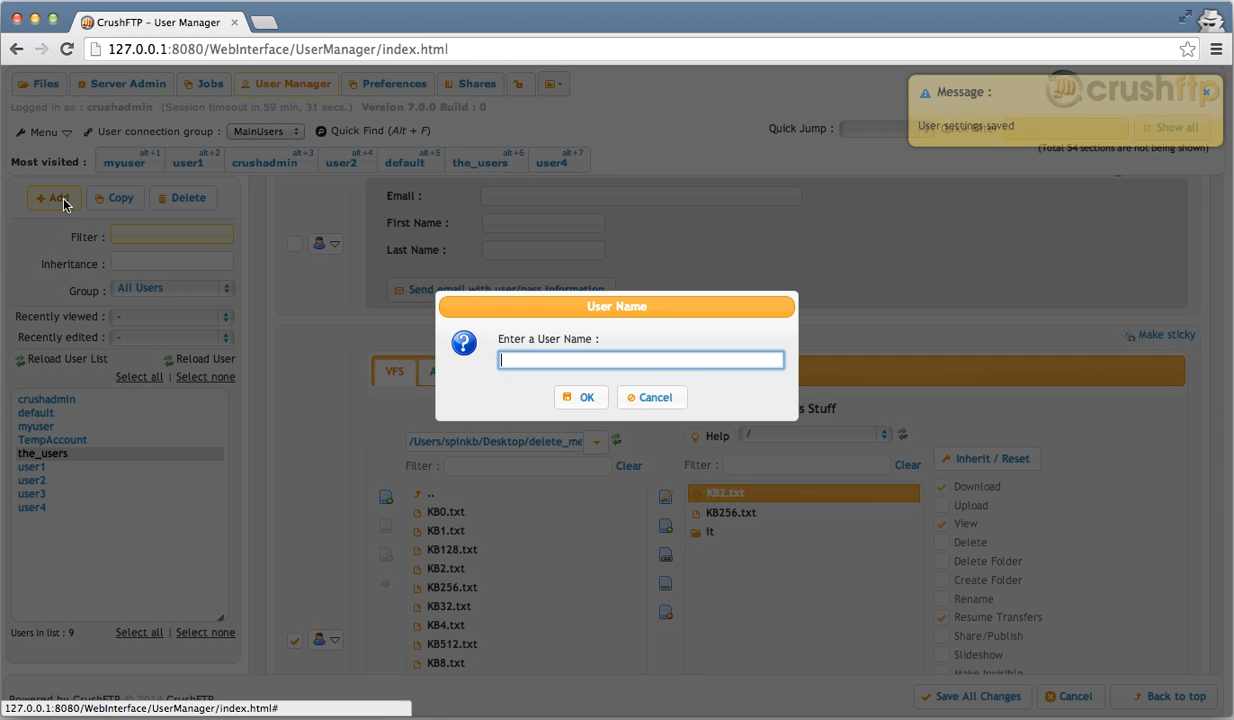 CrushFTP – User Manager
127.0.0.1:8080/WebInterface/UserManager/index.html
Files Server Admin Jobs User Manager Preferences Shares
Logged in as : crushadmin (Session timeout in 59 min, 31 secs.) Version 7.0.0 Build : 0
crushftp
Message :
User settings saved
Show all
(Total 54 sections are not being shown)
Menu User connection group : MainUsers Quick Find (Alt + F)
Quick Jump :
Most visited : myuser alt+1 user1 alt+2 crushadmin alt+3 user2 alt+4 default alt+5 the_users alt+6 user4 alt+7
Add Copy Delete
Filter :
Inheritance :
Group : All Users
Recently viewed : -
Recently edited : -
Reload User List Reload User
Select all | Select none
crushadmin
default
myuser
TempAccount
the_users
user1
user2
user3
user4
Users in list : 9 Select all | Select none
Email :
First Name :
Last Name :
Send email with user/pass information
Make sticky
User Name
Enter a User Name :
OK Cancel
VFS
s Stuff
/Users/spinkb/Desktop/delete_me
Help /
Filter : Clear
Filter : Clear
..
KB0.txt
KB1.txt
KB128.txt
KB2.txt
KB256.txt
KB32.txt
KB4.txt
KB512.txt
KB8.txt
KB2.txt
KB256.txt
it
Inherit / Reset
Download
Upload
View
Delete
Delete Folder
Create Folder
Rename
Resume Transfers
Share/Publish
Slideshow
Make invisible
Powered by CrushFTP © 2014 CrushFTP
Save All Changes Cancel Back to top
127.0.0.1:8080/WebInterface/UserManager/index.html#